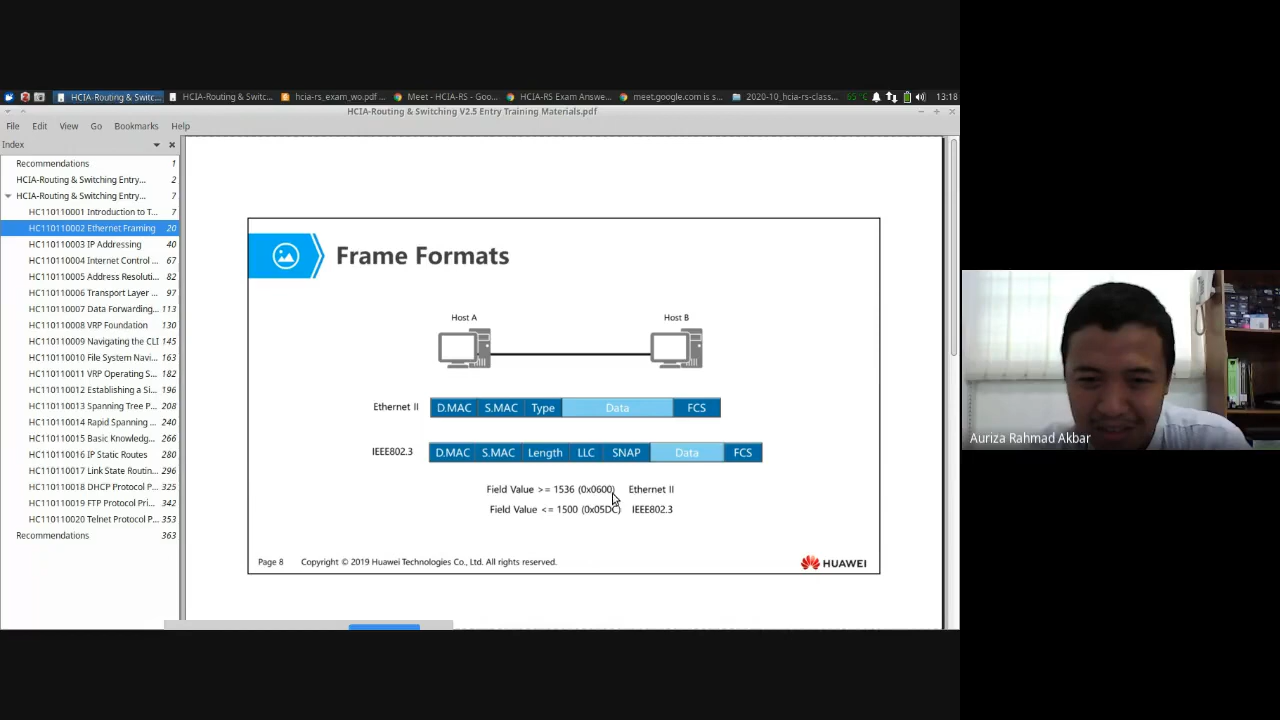 HCIA-Routing & Switc...
HCIA-Routing & Switc...
hcia-rs_exam_wo.pdf ...
Meet - HCIA-RS - Goo...
HCIA-RS Exam Answe...
meet.google.com is s...
2020-10_hcia-rs-class...
65°C
13:18
HCIA-Routing & Switching V2.5 Entry Training Materials.pdf
File Edit View Go Bookmarks Help
Index
Recommendations 1
HCIA-Routing & Switching Entry... 2
HCIA-Routing & Switching Entry... 7
HC110110001 Introduction to T... 7
HC110110002 Ethernet Framing 20
HC110110003 IP Addressing 40
HC110110004 Internet Control ... 67
HC110110005 Address Resoluti... 82
HC110110006 Transport Layer ... 97
HC110110007 Data Forwarding... 113
HC110110008 VRP Foundation 130
HC110110009 Navigating the CLI 145
HC110110010 File System Navi... 163
HC110110011 VRP Operating S... 182
HC110110012 Establishing a Si... 196
HC110110013 Spanning Tree P... 208
HC110110014 Rapid Spanning ... 240
HC110110015 Basic Knowledg... 266
HC110110016 IP Static Routes 280
HC110110017 Link State Routin... 296
HC110110018 DHCP Protocol P... 325
HC110110019 FTP Protocol Pri... 342
HC110110020 Telnet Protocol P... 353
Recommendations 363
Frame Formats
Host A Host B
Ethernet II D.MAC S.MAC Type Data FCS
IEEE802.3 D.MAC S.MAC Length LLC SNAP Data FCS
Field Value >= 1536 (0x0600) Ethernet II
Field Value <= 1500 (0x05DC) IEEE802.3
Page 8 Copyright © 2019 Huawei Technologies Co., Ltd. All rights reserved.
HUAWEI
Auriza Rahmad Akbar